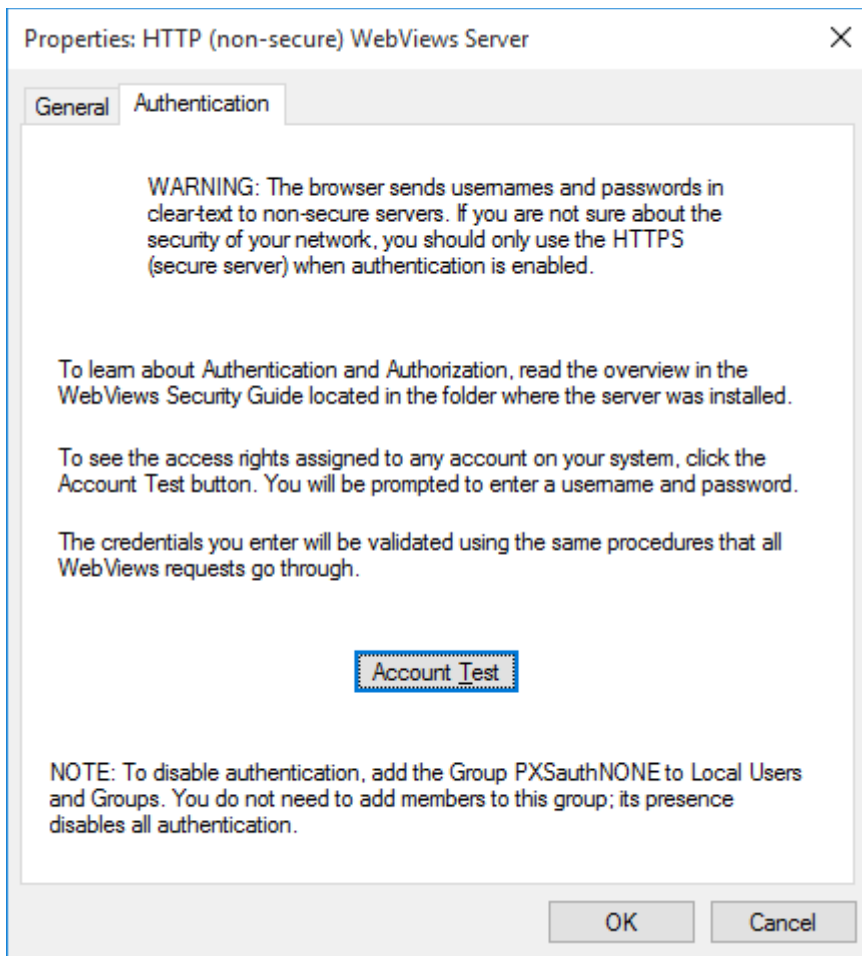 Properties: HTTP (non-secure) WebViews Server
General
Authentication
WARNING: The browser sends usernames and passwords in
clear-text to non-secure servers. If you are not sure about the
security of your network, you should only use the HTTPS
(secure server) when authentication is enabled.
To learn about Authentication and Authorization, read the overview in the
WebViews Security Guide located in the folder where the server was installed.
To see the access rights assigned to any account on your system, click the
Account Test button. You will be prompted to enter a username and password.
The credentials you enter will be validated using the same procedures that all
WebViews requests go through.
Account Test
NOTE: To disable authentication, add the Group PXSauthNONE to Local Users
and Groups. You do not need to add members to this group; its presence
disables all authentication.
OK
Cancel